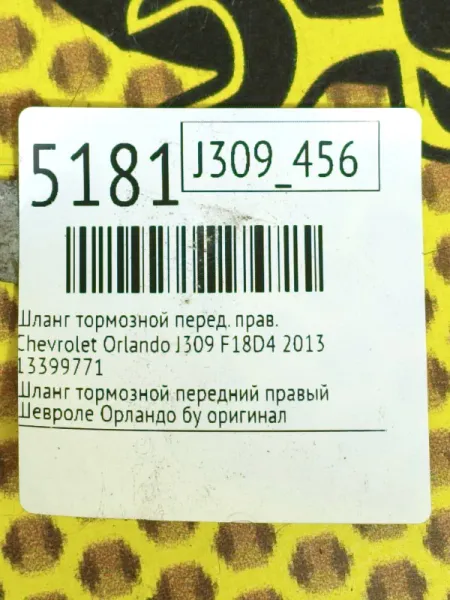 5181
J309_456
Шланг тормозной перед. прав.
Chevrolet Orlando J309 F18D4 2013
13399771
Шланг тормозной передний правый
Шевроле Орландо бу оригинал